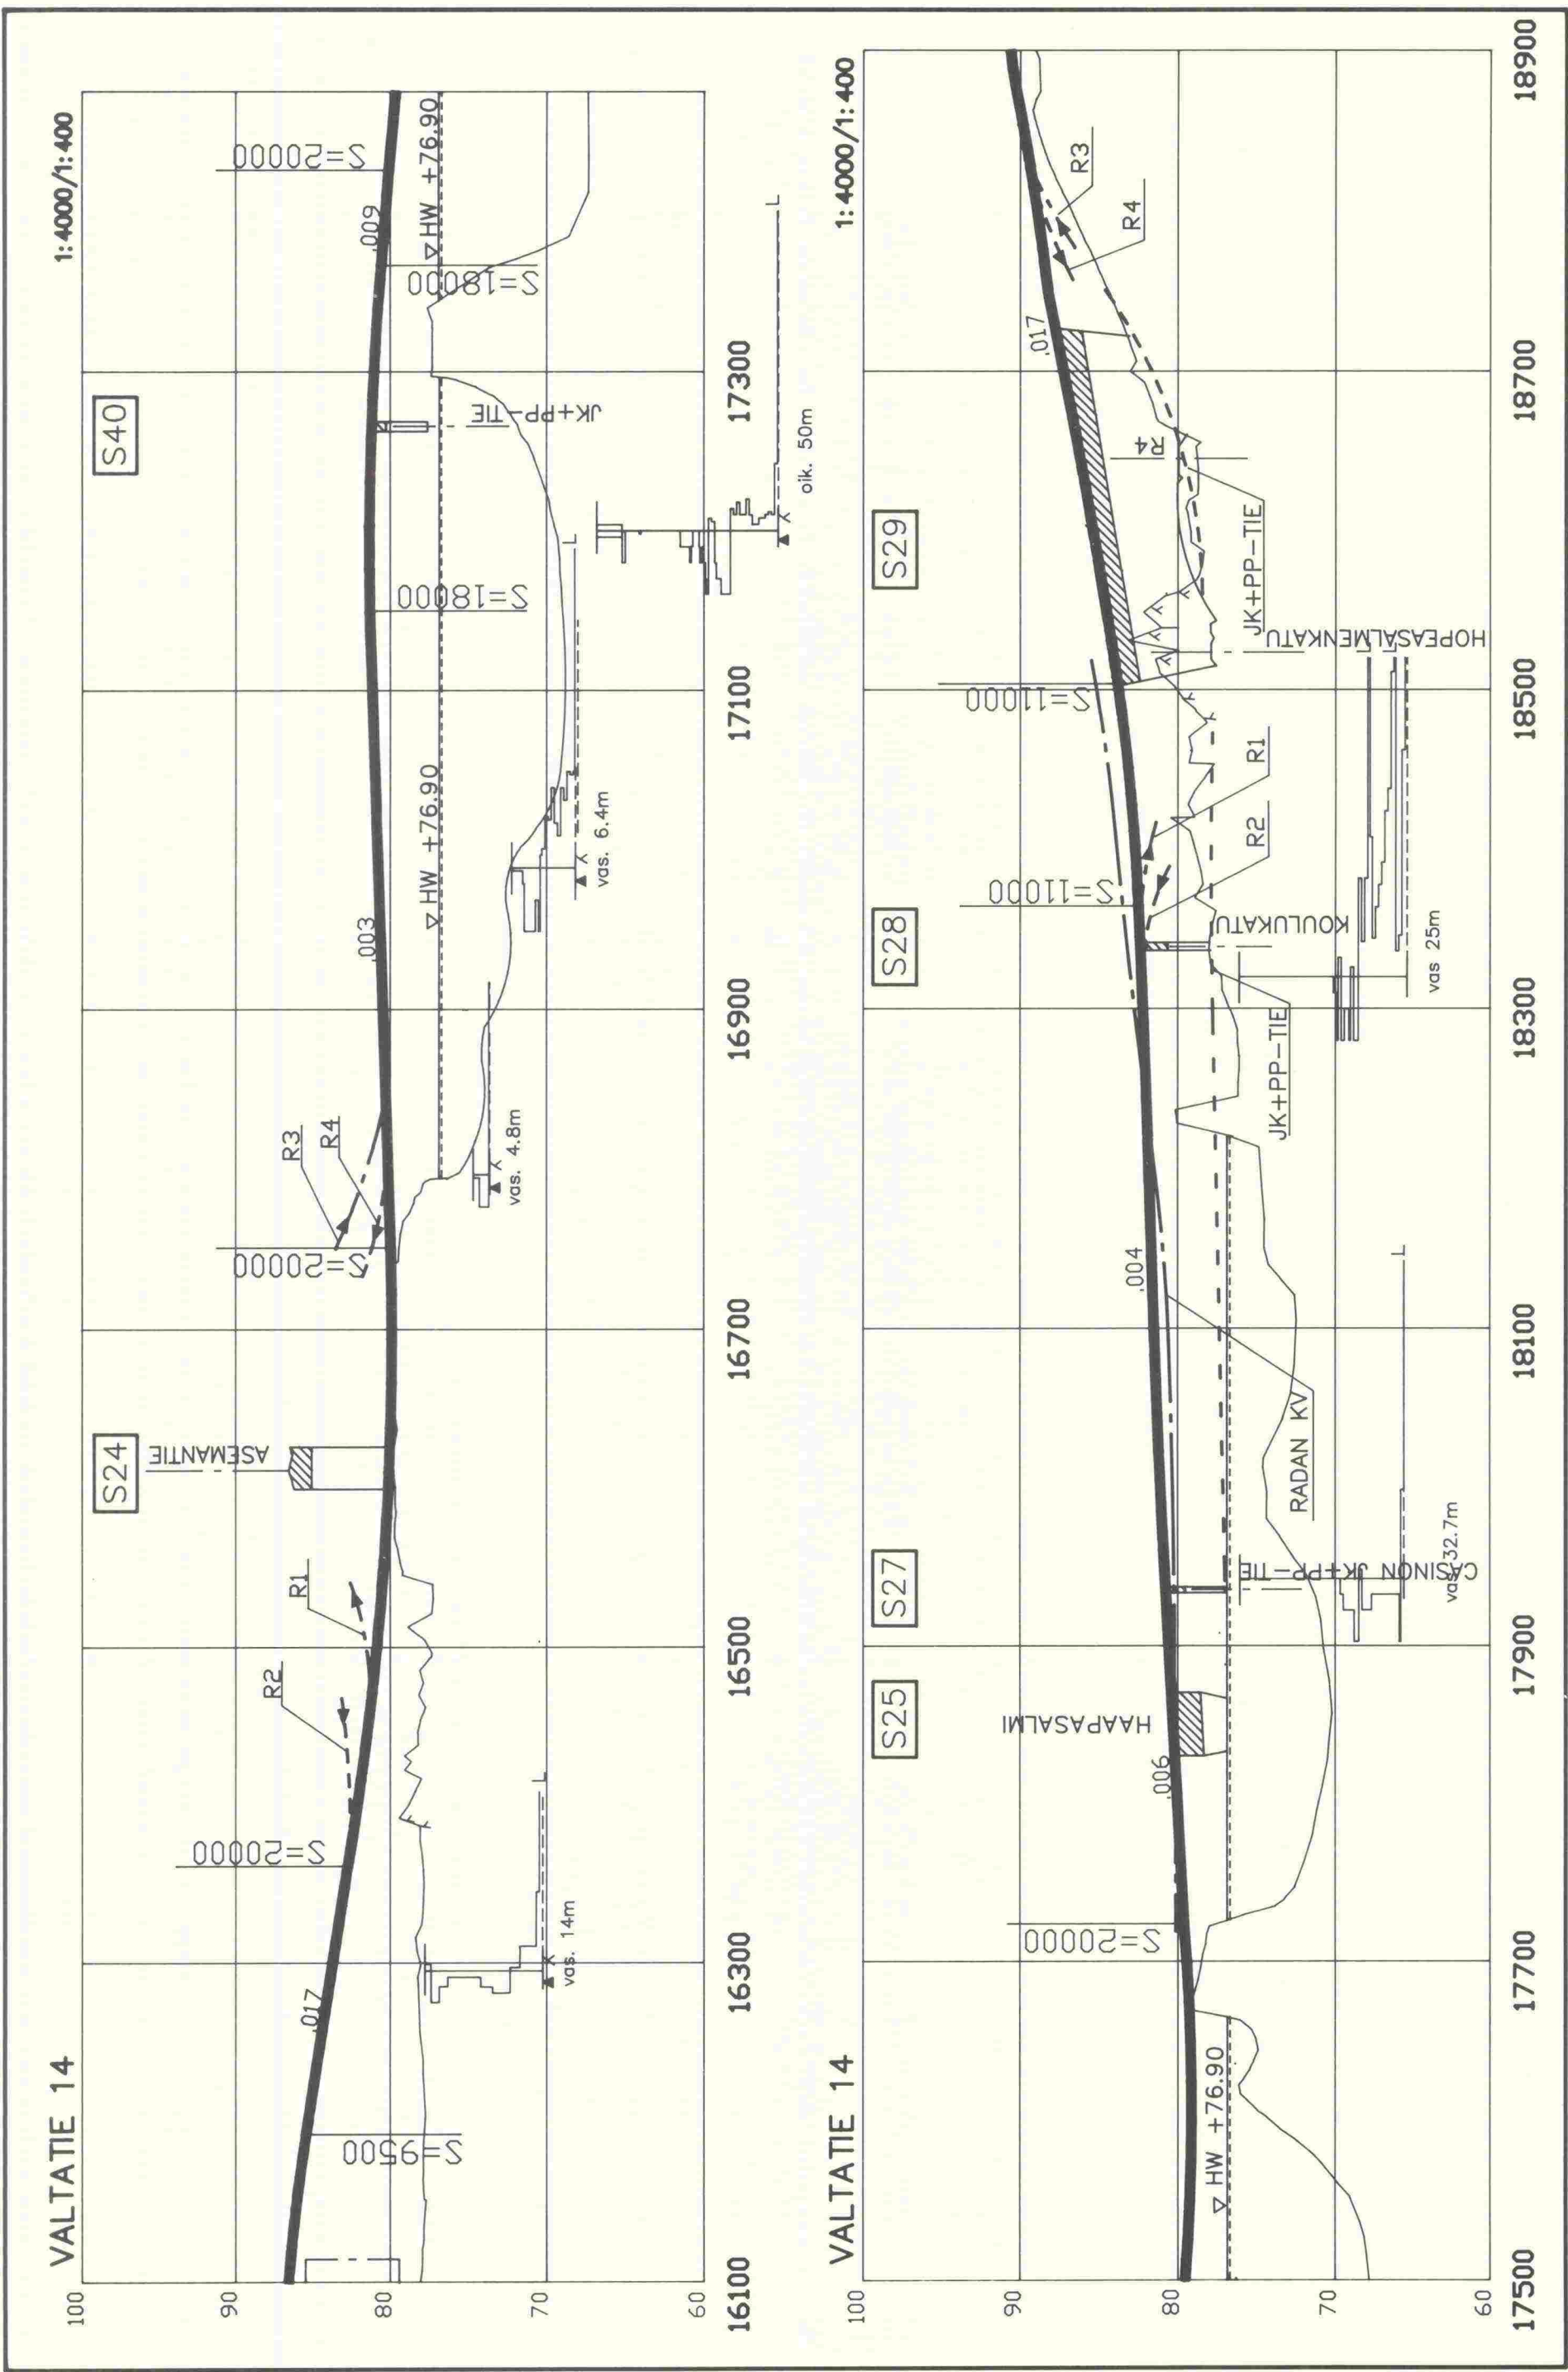 VALTATIE 14
1:4000/1:400
S24
S40
ASEMANTIE
S=9500
.017
S=20000
R2
R1
S=20000
R3
R4
.003
S=18000
S=18000
.009
S=20000
▽ HW +76.90
▽ HW +76.90
JK+PP-TIE
vas. 14m
vas. 4.8m
vas. 6.4m
oik. 50m
100
90
80
70
60
16100
16300
16500
16700
16900
17100
17300
VALTATIE 14
1:4000/1:400
S25
S27
S28
S29
HAAPASALMI
S=20000
.006
.004
S=11000
S=11000
.017
▽ HW +76.90
CASINON JK+PP-TIE
RADAN KV
JK+PP-TIE
KOULUKATU
R2
R1
HOPEASALMENKATU
JK+PP-TIE
R4
R4
R3
vas. 32.7m
vas 25m
100
90
80
70
60
17500
17700
17900
18100
18300
18500
18700
18900